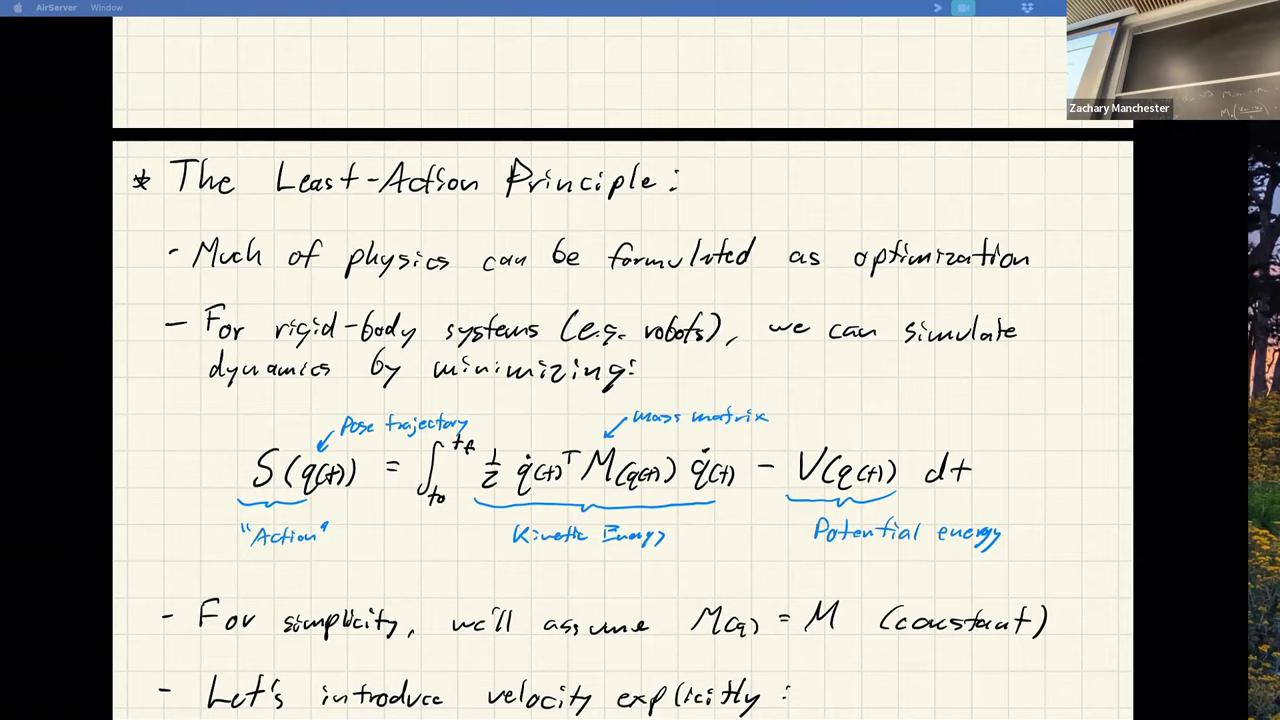 AirServer Window
Zachary Manchester
* The Least-Action Principle:
- Much of physics can be formulated as optimization
- For rigid-body systems (e.g. robots), we can simulate
dynamics by minimizing:
Pose trajectory
mass matrix
S(q(t)) = ∫_{t0}^{tf} 1/2 q̇(t)ᵀ M(q(t)) q̇(t) - V(q(t)) dt
"Action"
Kinetic Energy
Potential energy
- For simplicity, we'll assume M(q) = M (constant)
- Let's introduce velocity explicitly: